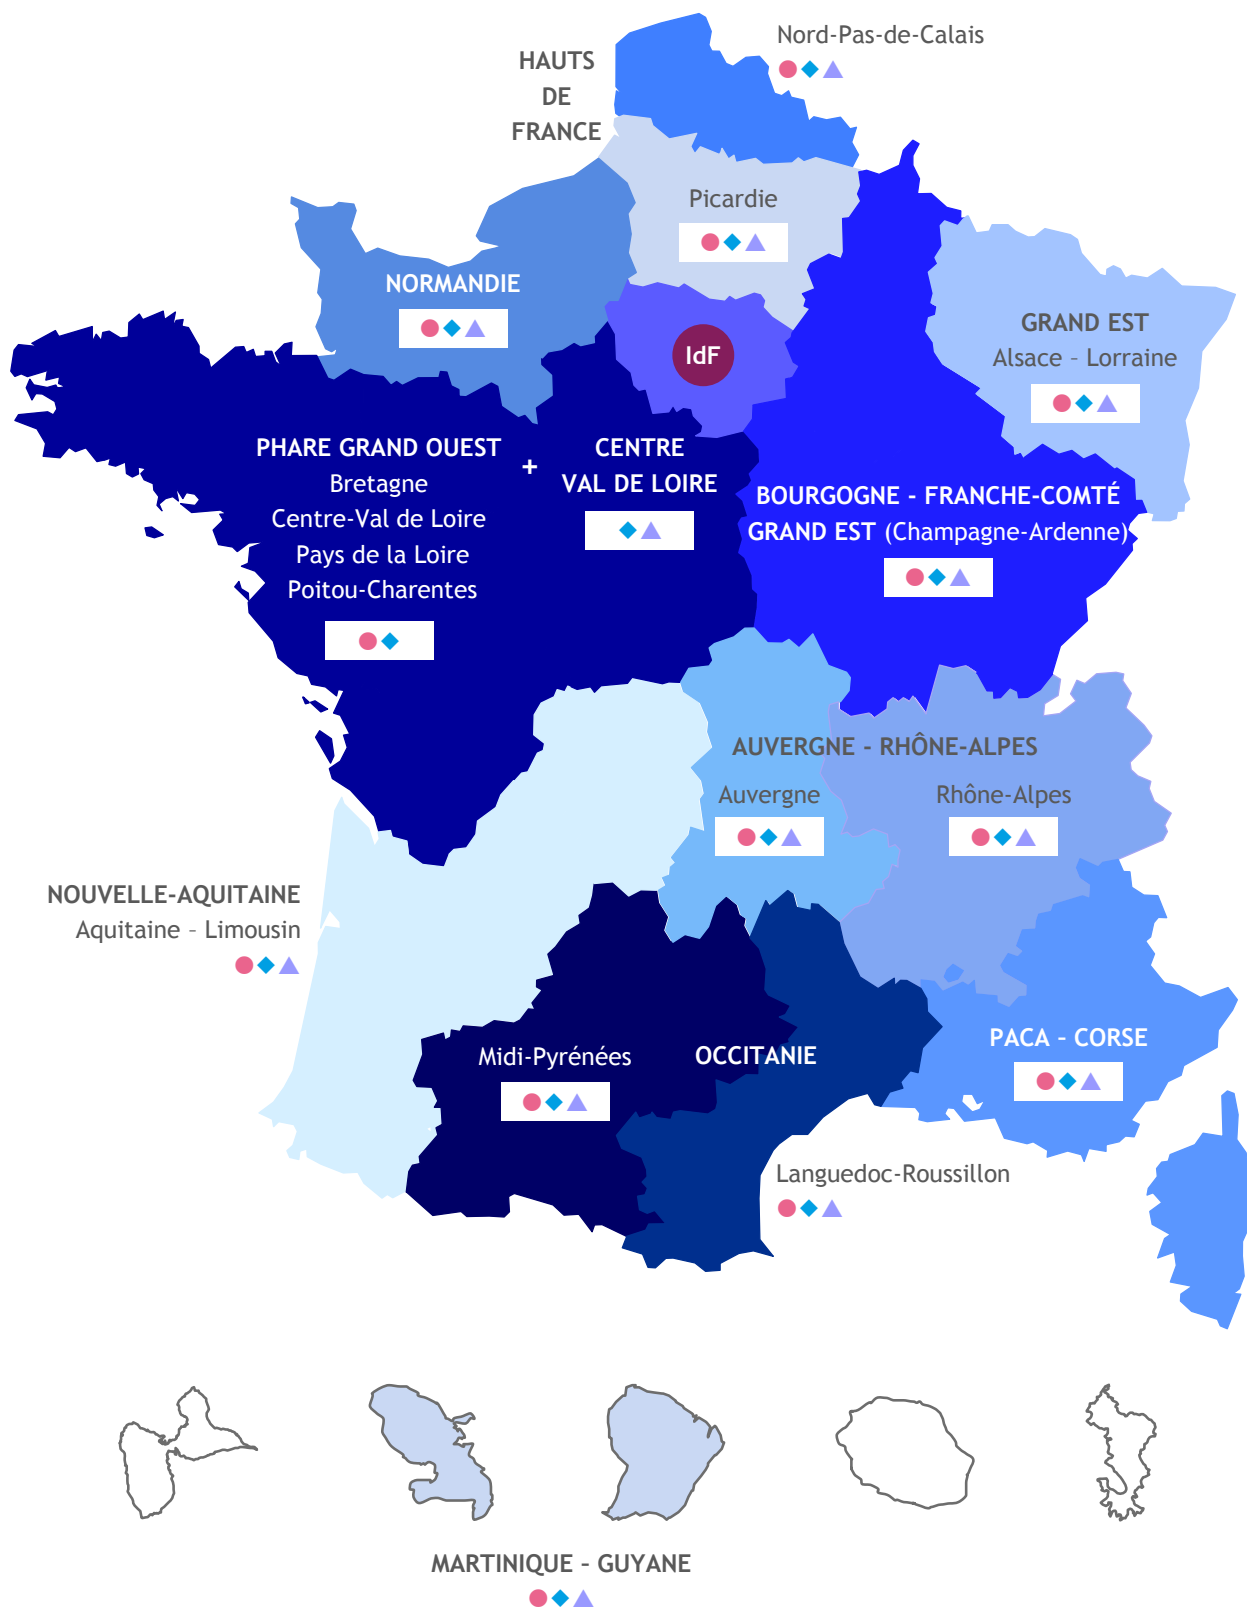 Nord-Pas-de-Calais
HAUTS
DE
FRANCE
Picardie
NORMANDIE
GRAND EST
Alsace – Lorraine
IdF
PHARE GRAND OUEST
Bretagne
Centre-Val de Loire
Pays de la Loire
Poitou-Charentes
+
CENTRE
VAL DE LOIRE
BOURGOGNE - FRANCHE-COMTÉ
GRAND EST (Champagne-Ardenne)
AUVERGNE - RHÔNE-ALPES
Auvergne
Rhône-Alpes
NOUVELLE-AQUITAINE
Aquitaine – Limousin
Midi-Pyrénées
OCCITANIE
PACA – CORSE
Languedoc-Roussillon
MARTINIQUE – GUYANE